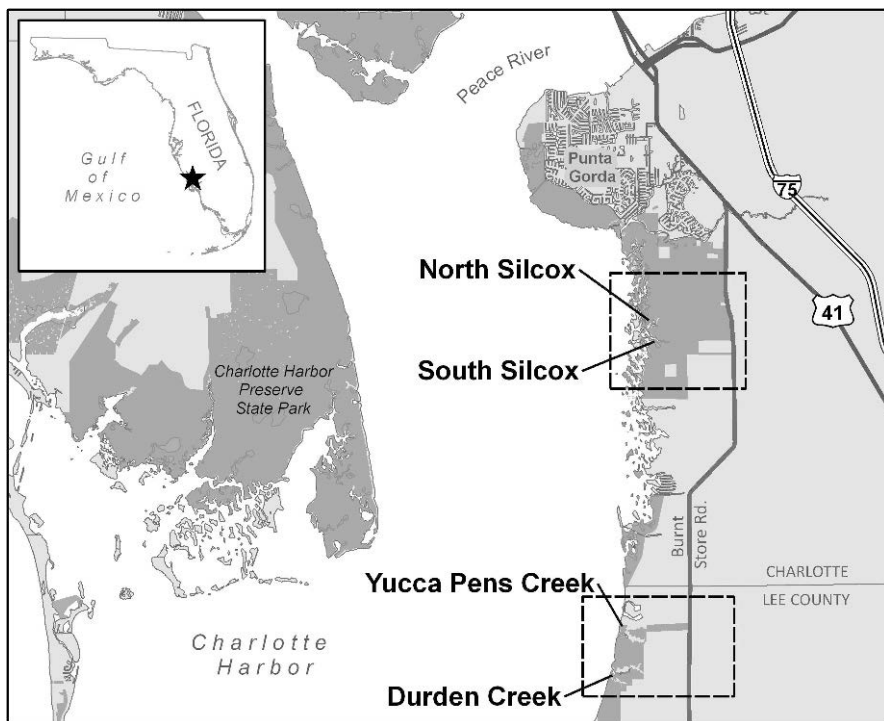 Peace River
FLORIDA
Gulf
of
Mexico
Punta
Gorda
75
North Silcox
41
South Silcox
Charlotte Harbor
Preserve
State Park
Burnt
Store Rd.
Yucca Pens Creek
CHARLOTTE
LEE COUNTY
Charlotte
Harbor
Durden Creek